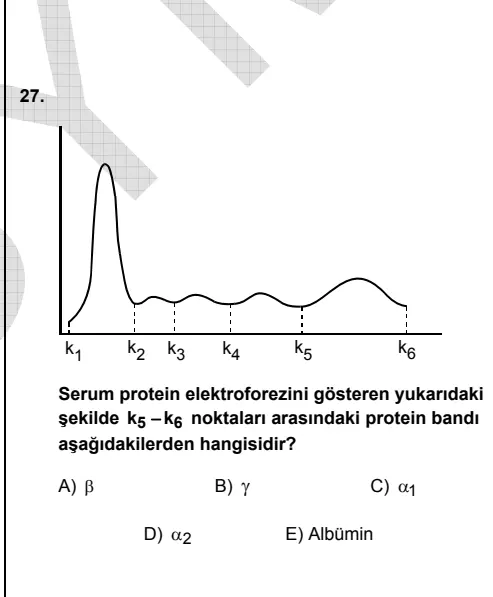 27.
k1 k2 k3 k4 k5 k6
Serum protein elektroforezini gösteren yukarıdaki
şekilde k5 – k6 noktaları arasındaki protein bandı
aşağıdakilerden hangisidir?
A) β B) γ C) α1
D) α2 E) Albümin